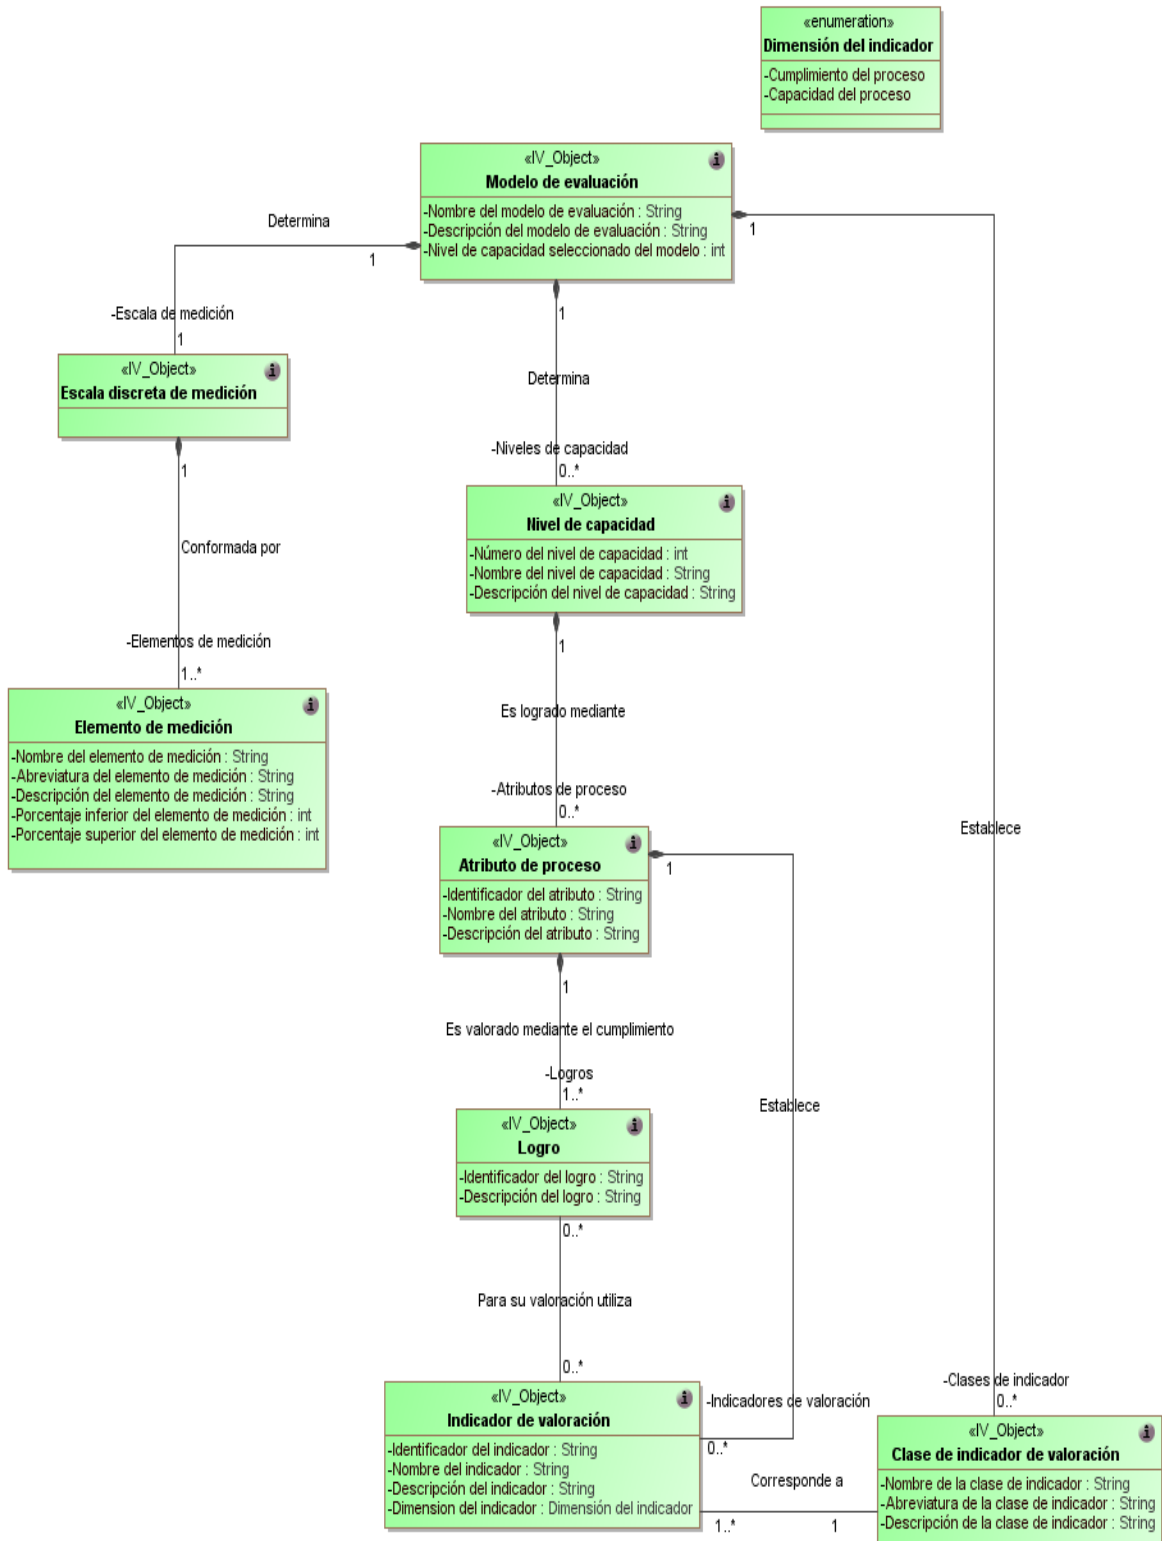 «enumeration»
Dimensión del indicador
-Cumplimiento del proceso
-Capacidad del proceso
«IV_Object»
Modelo de evaluación
-Nombre del modelo de evaluación : String
-Descripción del modelo de evaluación : String
-Nivel de capacidad seleccionado del modelo : int
Determina
1
1
-Escala de medición
1
1
«IV_Object»
Escala discreta de medición
Determina
1
-Niveles de capacidad
0..*
«IV_Object»
Nivel de capacidad
-Número del nivel de capacidad : int
-Nombre del nivel de capacidad : String
-Descripción del nivel de capacidad : String
Conformada por
-Elementos de medición
1..*
1
«IV_Object»
Elemento de medición
-Nombre del elemento de medición : String
-Abreviatura del elemento de medición : String
-Descripción del elemento de medición : String
-Porcentaje inferior del elemento de medición : int
-Porcentaje superior del elemento de medición : int
Es logrado mediante
-Atributos de proceso
0..*
Establece
«IV_Object»
Atributo de proceso
-Identificador del atributo : String
-Nombre del atributo : String
-Descripción del atributo : String
1
1
Es valorado mediante el cumplimiento
-Logros
1..*
Establece
«IV_Object»
Logro
-Identificador del logro : String
-Descripción del logro : String
0..*
Para su valoración utiliza
0..*
«IV_Object»
Indicador de valoración
-Identificador del indicador : String
-Nombre del indicador : String
-Descripción del indicador : String
-Dimension del indicador : Dimensión del indicador
-Indicadores de valoración
0..*
Corresponde a
1..*
1
-Clases de indicador
0..*
«IV_Object»
Clase de indicador de valoración
-Nombre de la clase de indicador : String
-Abreviatura de la clase de indicador : String
-Descripción de la clase de indicador : String